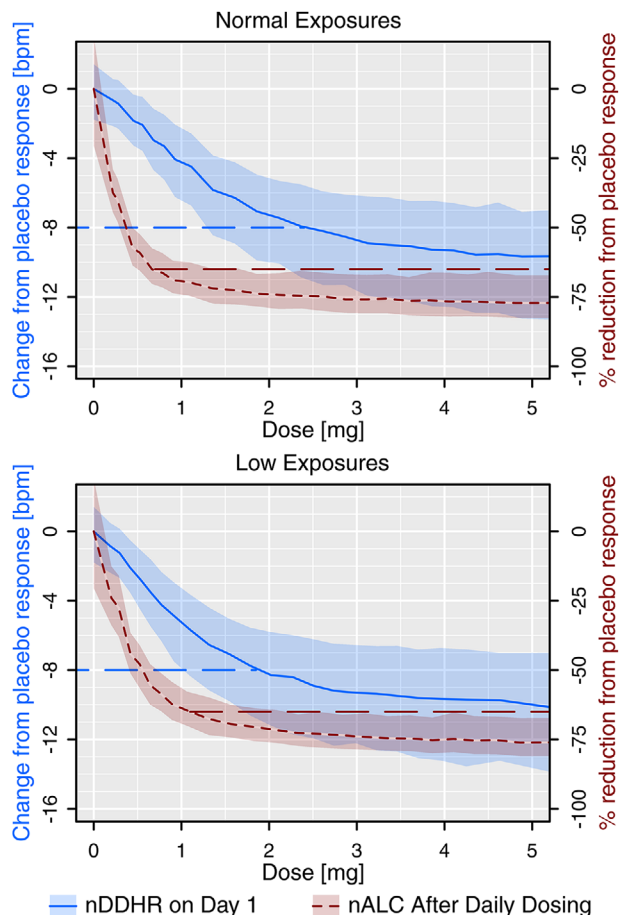 Normal Exposures
Change from placebo response [bpm]
0
-4
-8
-12
-16
0
-25
-50
-75
-100
% reduction from placebo response
0 1 2 3 4 5
Dose [mg]
Low Exposures
Change from placebo response [bpm]
0
-4
-8
-12
-16
0
-25
-50
-75
-100
% reduction from placebo response
0 1 2 3 4 5
Dose [mg]
nDDHR on Day 1 nALC After Daily Dosing